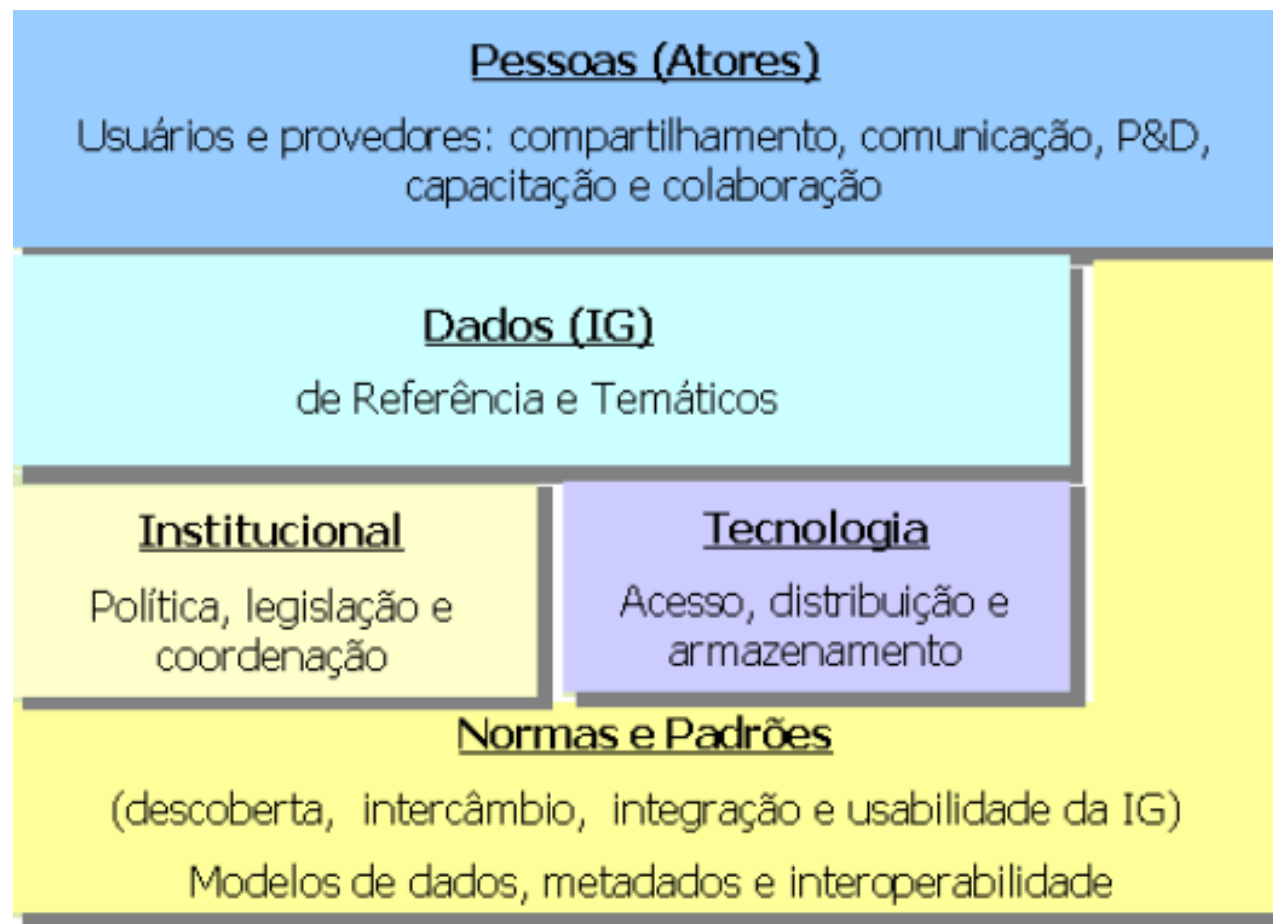 Pessoas (Atores)
Usuários e provedores: compartilhamento, comunicação, P&D,
capacitação e colaboração
Dados (IG)
de Referência e Temáticos
Institucional
Política, legislação e
coordenação
Tecnologia
Acesso, distribuição e
armazenamento
Normas e Padrões
(descoberta, intercâmbio, integração e usabilidade da IG)
Modelos de dados, metadados e interoperabilidade